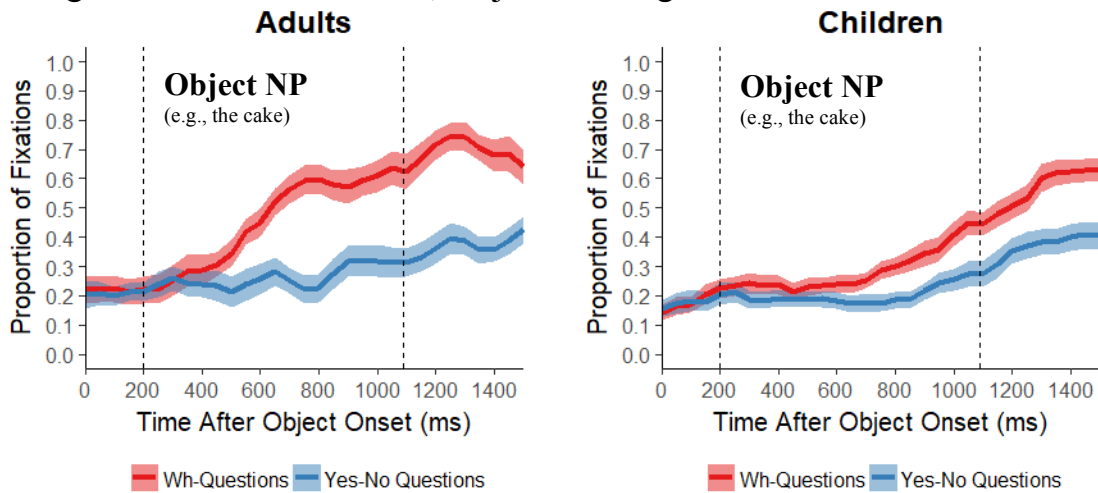 Adults
Proportion of Fixations
1.0
0.9
0.8
0.7
0.6
0.5
0.4
0.3
0.2
0.1
0.0
Object NP
(e.g., the cake)
0 200 400 600 800 1000 1200 1400
Time After Object Onset (ms)
Wh-Questions Yes-No Questions
Children
Proportion of Fixations
1.0
0.9
0.8
0.7
0.6
0.5
0.4
0.3
0.2
0.1
0.0
Object NP
(e.g., the cake)
0 200 400 600 800 1000 1200 1400
Time After Object Onset (ms)
Wh-Questions Yes-No Questions